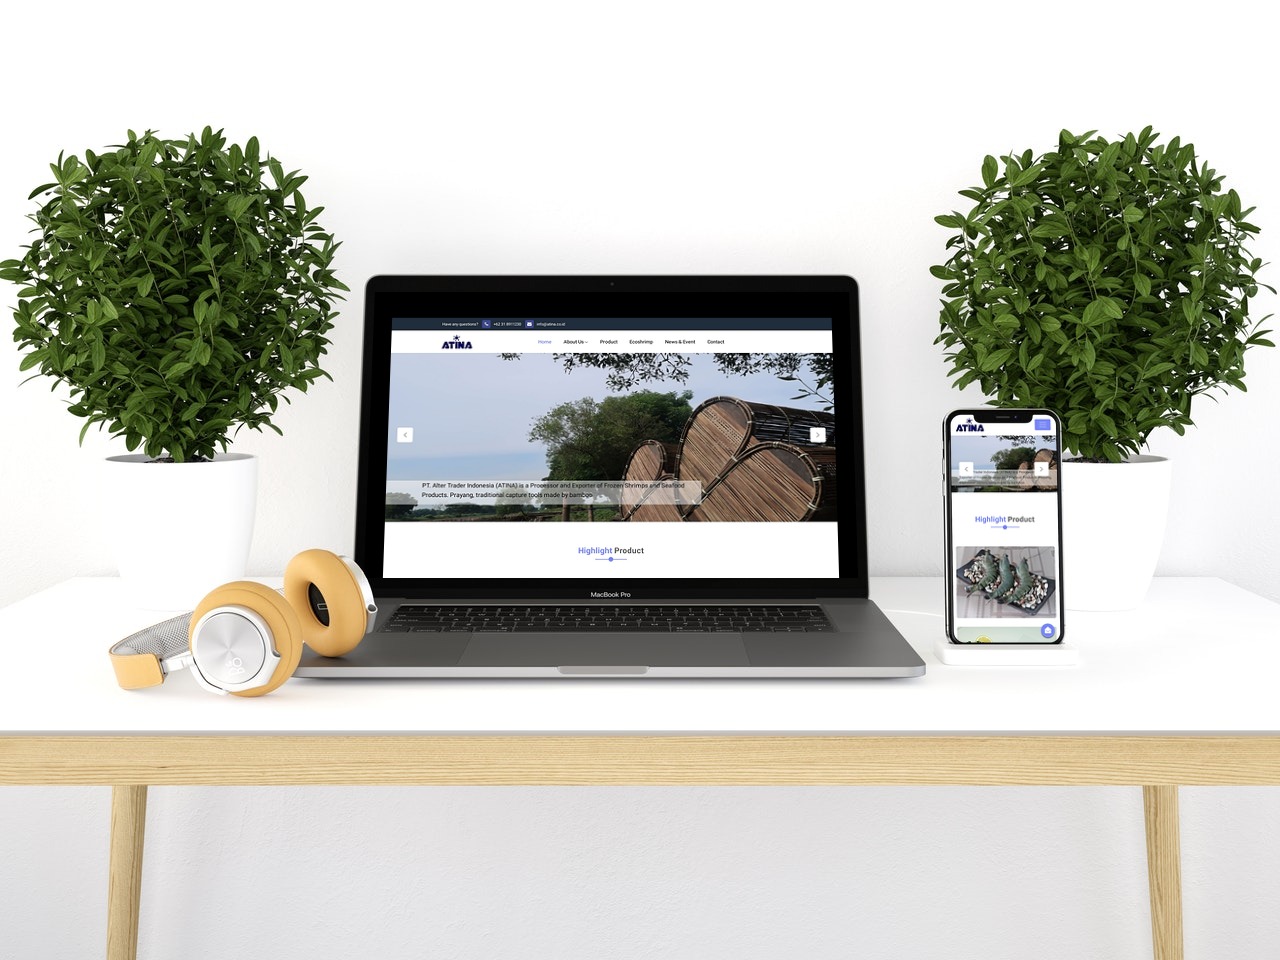 Have any questions?
info@atina.co.id
ATINA
Home About Us Product Ecoshrimp News & Event Contact
PT. Alter Trader Indonesia (ATINA) is a Processor and Exporter of Frozen Shrimps and Seafood
Products. Prayang, traditional capture tools made by bamboo
Highlight Product
MacBook Pro
ATINA
Highlight Product